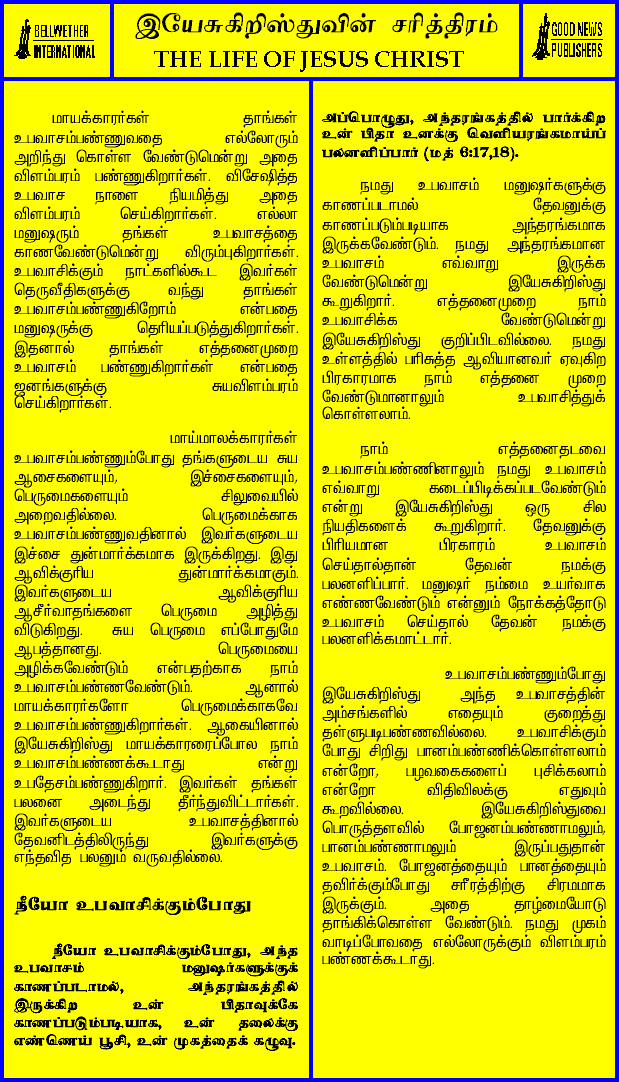 BELLWETHER
INTERNATIONAL
இயேசுகிறிஸ்துவின் சரித்திரம்
THE LIFE OF JESUS CHRIST
GOOD NEWS
PUBLISHERS
மாயக்காரர்கள் தாங்கள்
உபவாசம்பண்ணுவதை எல்லோரும்
அறிந்து கொள்ள வேண்டுமென்று அதை
விளம்பரம் பண்ணுகிறார்கள். விசேஷித்த
உபவாச நாளை நியமித்து அதை
விளம்பரம் செய்கிறார்கள். எல்லா
மனுஷரும் தங்கள் உபவாசத்தை
காணவேண்டுமென்று விரும்புகிறார்கள்.
உபவாசிக்கும் நாட்களில்கூட இவர்கள்
தெருவீதிகளுக்கு வந்து தாங்கள்
உபவாசம்பண்ணுகிறோம் என்பதை
மனுஷருக்கு தெரியப்படுத்துகிறார்கள்.
இதனால் தாங்கள் எத்தனைமுறை
உபவாசம் பண்ணுகிறார்கள் என்பதை
ஜனங்களுக்கு சுயவிளம்பரம்
செய்கிறார்கள்.
மாய்மாலக்காரர்கள்
உபவாசம்பண்ணும்போது தங்களுடைய சுய
ஆசைகளையும், இச்சைகளையும்,
பெருமைகளையும் சிலுவையில்
அறைவதில்லை. பெருமைக்காக
உபவாசம்பண்ணுவதினால் இவர்களுடைய
இச்சை துன்மார்க்கமாக இருக்கிறது. இது
ஆவிக்குரிய துன்மார்க்கமாகும்.
இவர்களுடைய ஆவிக்குரிய
ஆசீர்வாதங்களை பெருமை அழித்து
விடுகிறது. சுய பெருமை எப்போதுமே
ஆபத்தானது. பெருமையை
அழிக்கவேண்டும் என்பதற்காக நாம்
உபவாசம்பண்ணவேண்டும். ஆனால்
மாயக்காரர்களோ பெருமைக்காகவே
உபவாசம்பண்ணுகிறார்கள். ஆகையினால்
இயேசுகிறிஸ்து மாயக்காரரைப்போல நாம்
உபவாசம்பண்ணக்கூடாது என்று
உபதேசம்பண்ணுகிறார். இவர்கள் தங்கள்
பலனை அடைந்து தீர்ந்துவிட்டார்கள்.
இவர்களுடைய உபவாசத்தினால்
தேவனிடத்திலிருந்து இவர்களுக்கு
எந்தவித பலனும் வருவதில்லை.
நீயோ உபவாசிக்கும்போது
நீயோ உபவாசிக்கும்போது, அந்த
உபவாசம் மனுஷர்களுக்குக்
காணப்படாமல், அந்தரங்கத்தில்
இருக்கிற உன் பிதாவுக்கே
காணப்படும்படியாக, உன் தலைக்கு
எண்ணெய் பூசி, உன் முகத்தைக் கழுவு.
அப்பொழுது, அந்தரங்கத்தில் பார்க்கிற
உன் பிதா உனக்கு வெளியரங்கமாய்ப்
பலனளிப்பார் (மத் 6:17,18).
நமது உபவாசம் மனுஷர்களுக்கு
காணப்படாமல் தேவனுக்கு
காணப்படும்படியாக அந்தரங்கமாக
இருக்கவேண்டும். நமது அந்தரங்கமான
உபவாசம் எவ்வாறு இருக்க
வேண்டுமென்று இயேசுகிறிஸ்து
கூறுகிறார். எத்தனைமுறை நாம்
உபவாசிக்க வேண்டுமென்று
இயேசுகிறிஸ்து குறிப்பிடவில்லை. நமது
உள்ளத்தில் பரிசுத்த ஆவியானவர் ஏவுகிற
பிரகாரமாக நாம் எத்தனை முறை
வேண்டுமானாலும் உபவாசித்துக்
கொள்ளலாம்.
நாம் எத்தனைதடவை
உபவாசம்பண்ணினாலும் நமது உபவாசம்
எவ்வாறு கடைப்பிடிக்கப்படவேண்டும்
என்று இயேசுகிறிஸ்து ஒரு சில
நியதிகளைக் கூறுகிறார். தேவனுக்கு
பிரியமான பிரகாரம் உபவாசம்
செய்தால்தான் தேவன் நமக்கு
பலனளிப்பார். மனுஷர் நம்மை உயர்வாக
எண்ணவேண்டும் என்னும் நோக்கத்தோடு
உபவாசம் செய்தால் தேவன் நமக்கு
பலனளிக்கமாட்டார்.
உபவாசம்பண்ணும்போது
இயேசுகிறிஸ்து அந்த உபவாசத்தின்
அம்சங்களில் எதையும் குறைத்து
தள்ளுபடிபண்ணவில்லை. உபவாசிக்கும்
போது சிறிது பானம்பண்ணிக்கொள்ளலாம்
என்றோ, பழவகைகளைப் புசிக்கலாம்
என்றோ விதிவிலக்கு எதுவும்
கூறவில்லை. இயேசுகிறிஸ்துவை
பொருத்தளவில் போஜனம்பண்ணாமலும்,
பானம்பண்ணாமலும் இருப்பதுதான்
உபவாசம். போஜனத்தையும் பானத்தையும்
தவிர்க்கும்போது சரீரத்திற்கு சிரமமாக
இருக்கும். அதை தாழ்மையோடு
தாங்கிக்கொள்ள வேண்டும். நமது முகம்
வாடிப்போவதை எல்லோருக்கும் விளம்பரம்
பண்ணக்கூடாது.